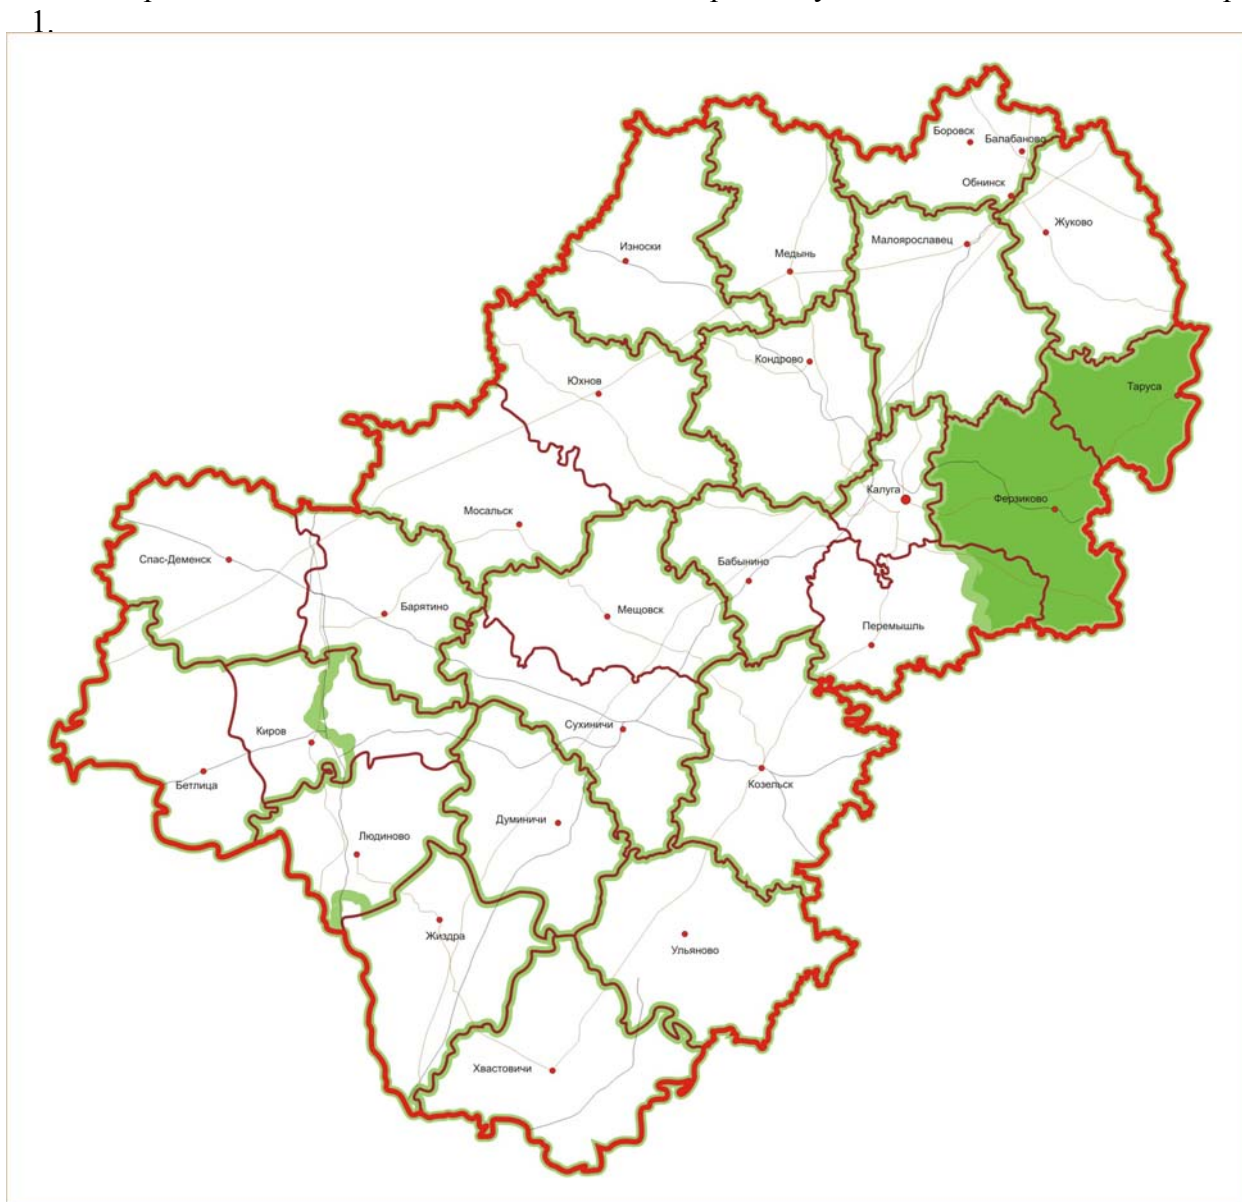 1.
Боровск
Балабаново
Обнинск
Жуково
Малоярославец
Износки
Медынь
Кондрово
Юхнов
Таруса
Калуга
Ферзиково
Мосальск
Спас-Деменск
Бабынино
Барятино
Мещовск
Перемышль
Сухиничи
Киров
Бетлица
Козельск
Думиничи
Людиново
Жиздра
Ульяново
Хвастовичи